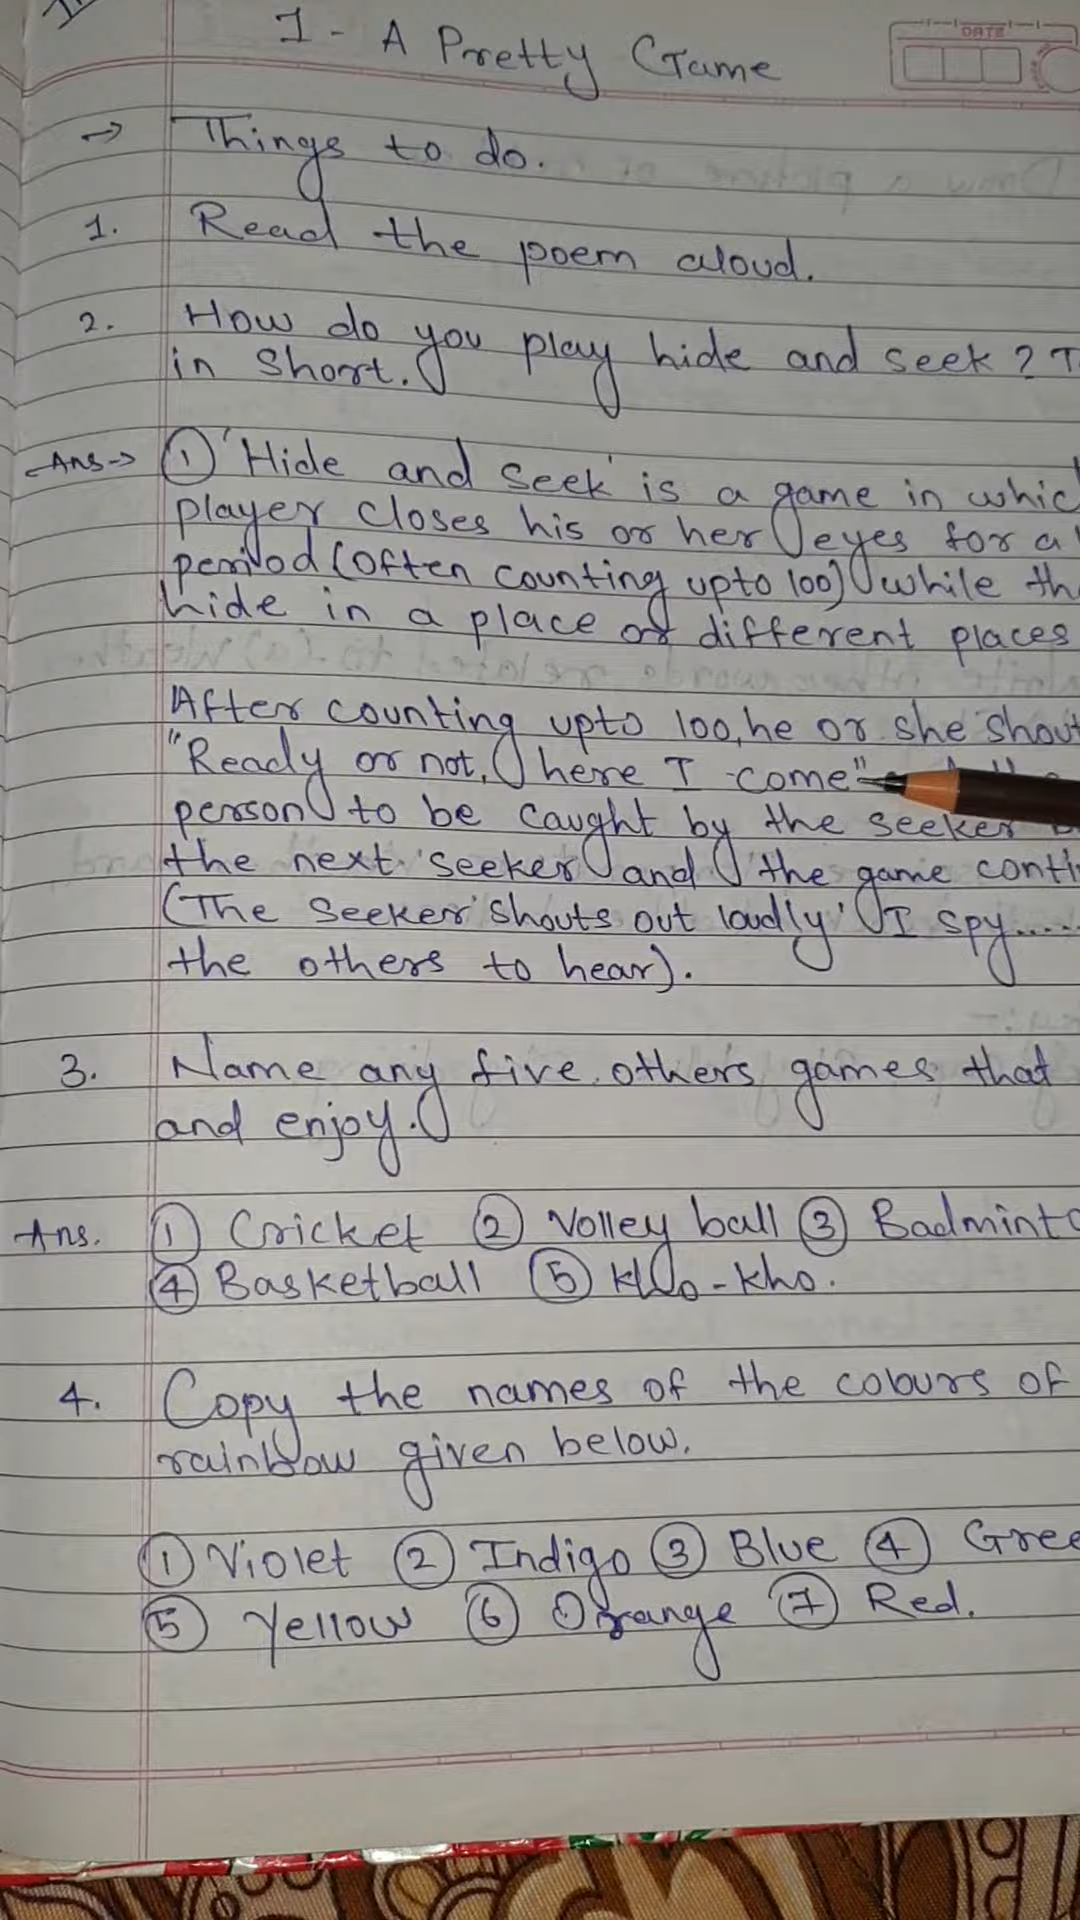 DATE
1 - A Pretty Game
→ Things to do.
1. Read the poem aloud.
2. How do you play hide and seek ? T
in Short.
Ans→ ① 'Hide and Seek' is a game in whic
player closes his or her eyes for a
period (often counting upto 100) while th
hide in a place or different places
After counting upto 100, he or she shout
"Ready or not, here I come"
person to be caught by the seeker
the next 'seeker' and the game conti
(The Seeker shouts out loudly 'I spy.....
the others to hear).
3. Name any five others games that
and enjoy.
Ans. ① Cricket ② Volley ball ③ Badminto
④ Basketball ⑤ kho-kho.
4. Copy the names of the colours of
rainbow given below.
① Violet ② Indigo ③ Blue ④ Gree
⑤ Yellow ⑥ Orange ⑦ Red.